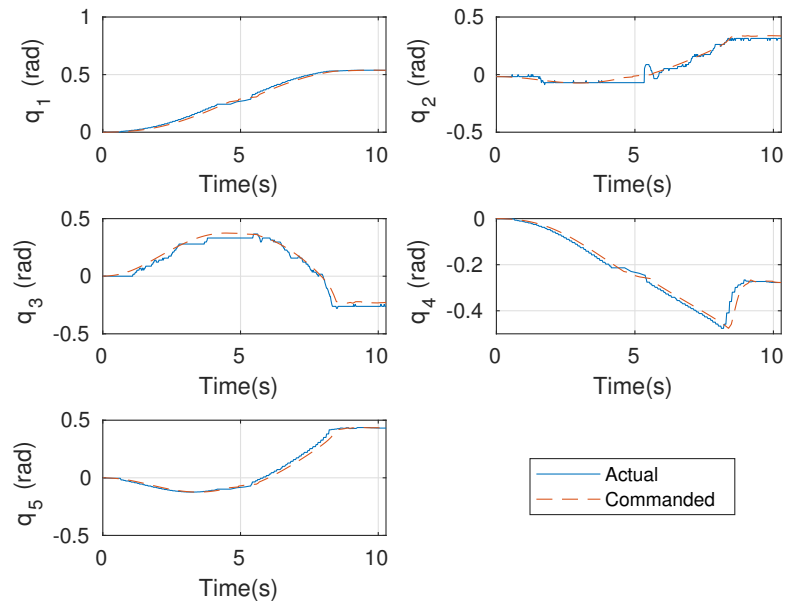 1
0.5
0
q1 (rad)
0 5 10
Time(s)
0.5
0
-0.5
q2 (rad)
0 5 10
Time(s)
0.5
0
-0.5
q3 (rad)
0 5 10
Time(s)
0
-0.2
-0.4
q4 (rad)
0 5 10
Time(s)
0.5
0
-0.5
q5 (rad)
0 5 10
Time(s)
Actual
Commanded